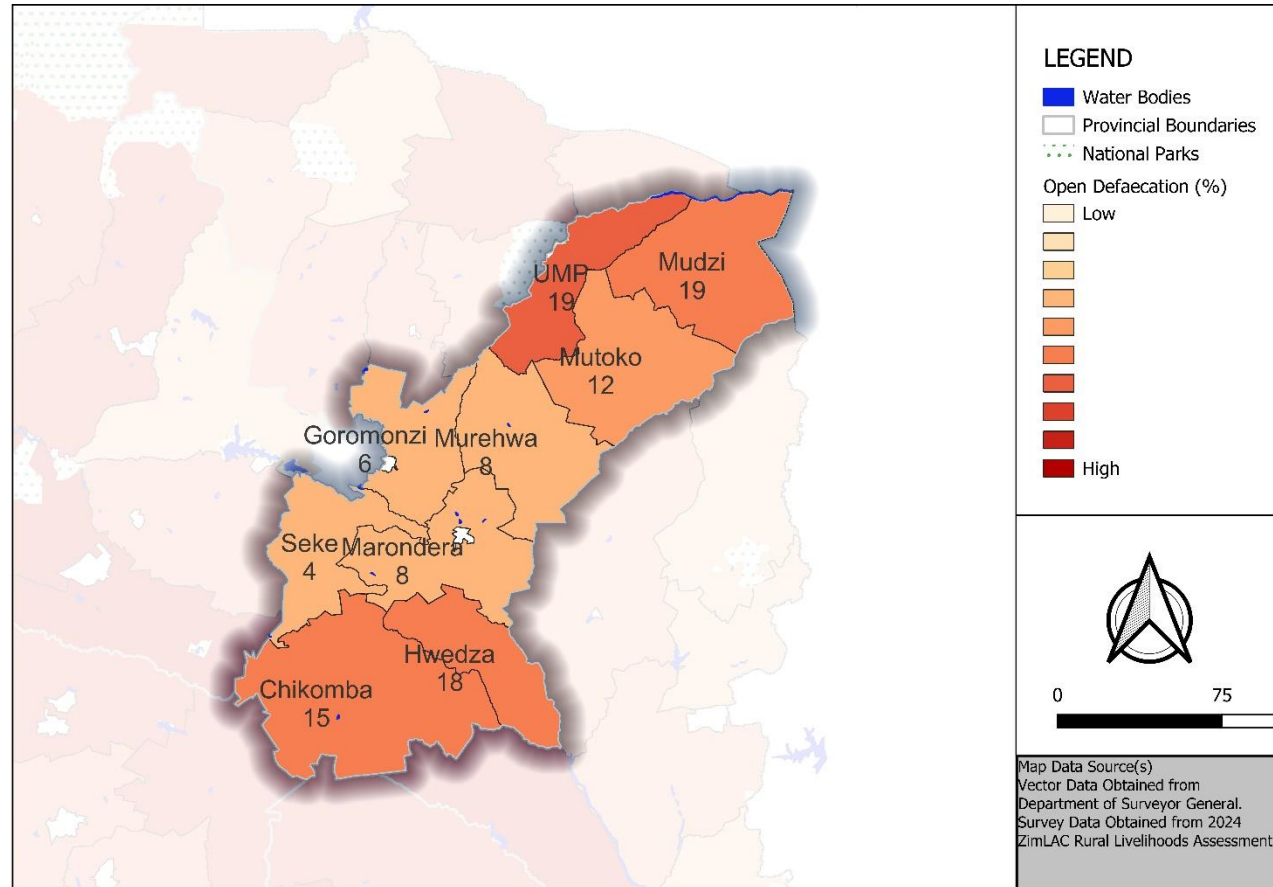 UMP
19
Mudzi
19
Mutoko
12
Goromonzi
6
Murehwa
8
Seke
4
Marondera
8
Hwedza
18
Chikomba
15
LEGEND
Water Bodies
Provincial Boundaries
National Parks
Open Defaecation (%)
Low
High
0 75
Map Data Source(s)
Vector Data Obtained from
Department of Surveyor General.
Survey Data Obtained from 2024
ZimLAC Rural Livelihoods Assessment